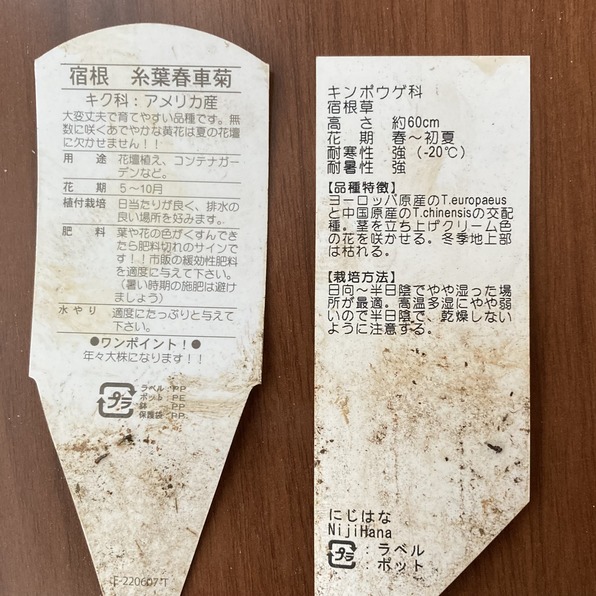 宿根 糸葉春車菊
キク科：アメリカ産
大変丈夫で育てやすい品種です。無
数に咲くあでやかな黄花は夏の花壇
に欠かせません！！
用途 花壇植え、コンテナガー
デンなど。
花期 5～10月
植付栽培 日当たりが良く、排水の
良い場所を好みます。
肥料 葉や花の色がくすんでき
たら肥料切れのサインで
す！！市販の緩効性肥料
を適度に与えて下さい。
（暑い時期の施肥は避け
ましょう）
水やり 適度にたっぷりと与えて
下さい。
●ワンポイント！●
年々大株になります！！
プラ
ラベル：PP
ポット：PE
鉢：PP
保護袋：PP
E-220607T
キンポウゲ科
宿根草
高さ 約60cm
花期 春～初夏
耐寒性 強（-20℃）
耐暑性 強
【品種特徴】
ヨーロッパ原産のT.europaeus
と中国原産のT.chinensisの交配
種。茎を立ち上げクリーム色
の花を咲かせる。冬季地上部
は枯れる。
【栽培方法】
日向～半日陰でやや湿った場
所が最適。高温多湿にやや弱
いので半日陰で、乾燥しない
ように注意する。
にじはな
NijiHana
プラ：ラベル
：ポット